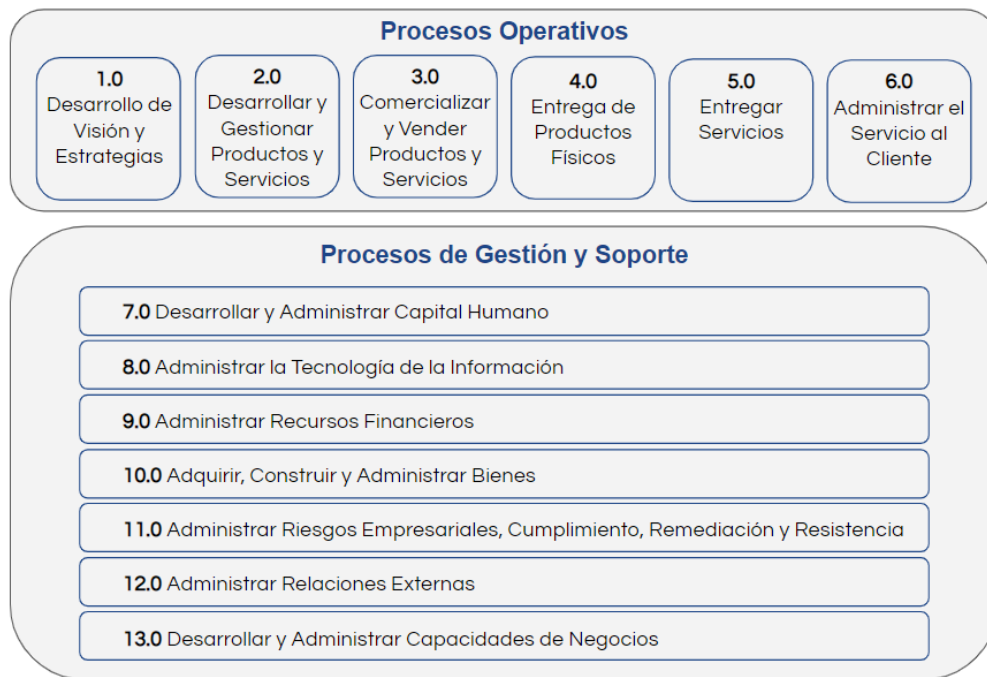 Procesos Operativos
1.0
Desarrollo de
Visión y
Estrategias
2.0
Desarrollar y
Gestionar
Productos y
Servicios
3.0
Comercializar
y Vender
Productos y
Servicios
4.0
Entrega de
Productos
Físicos
5.0
Entregar
Servicios
6.0
Administrar el
Servicio al
Cliente
Procesos de Gestión y Soporte
7.0 Desarrollar y Administrar Capital Humano
8.0 Administrar la Tecnología de la Información
9.0 Administrar Recursos Financieros
10.0 Adquirir, Construir y Administrar Bienes
11.0 Administrar Riesgos Empresariales, Cumplimiento, Remediación y Resistencia
12.0 Administrar Relaciones Externas
13.0 Desarrollar y Administrar Capacidades de Negocios